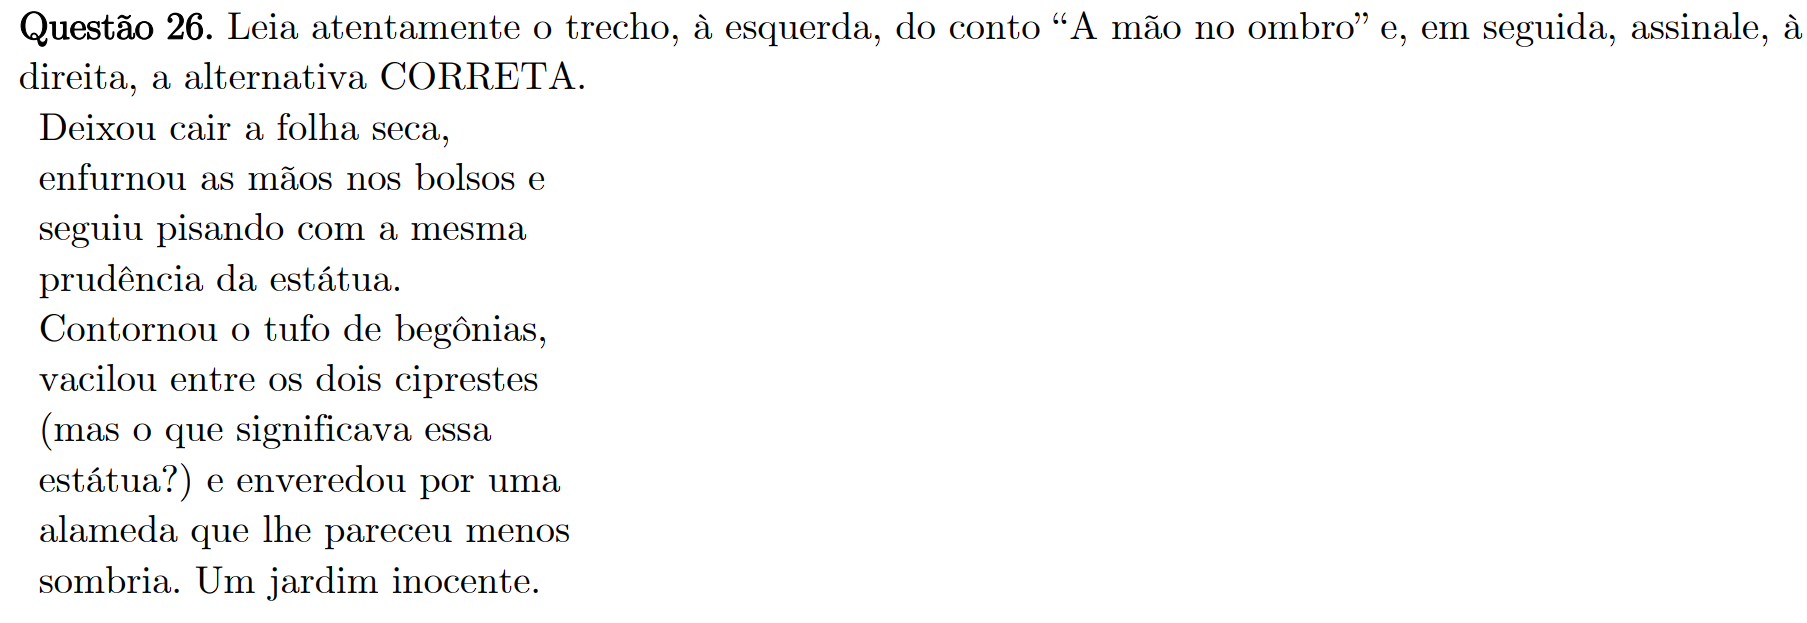 Questão 26. Leia atentamente o trecho, à esquerda, do conto “A mão no ombro” e, em seguida, assinale, à
direita, a alternativa CORRETA.
Deixou cair a folha seca,
enfurnou as mãos nos bolsos e
seguiu pisando com a mesma
prudência da estátua.
Contornou o tufo de begônias,
vacilou entre os dois ciprestes
(mas o que significava essa
estátua?) e enveredou por uma
alameda que lhe pareceu menos
sombria. Um jardim inocente.